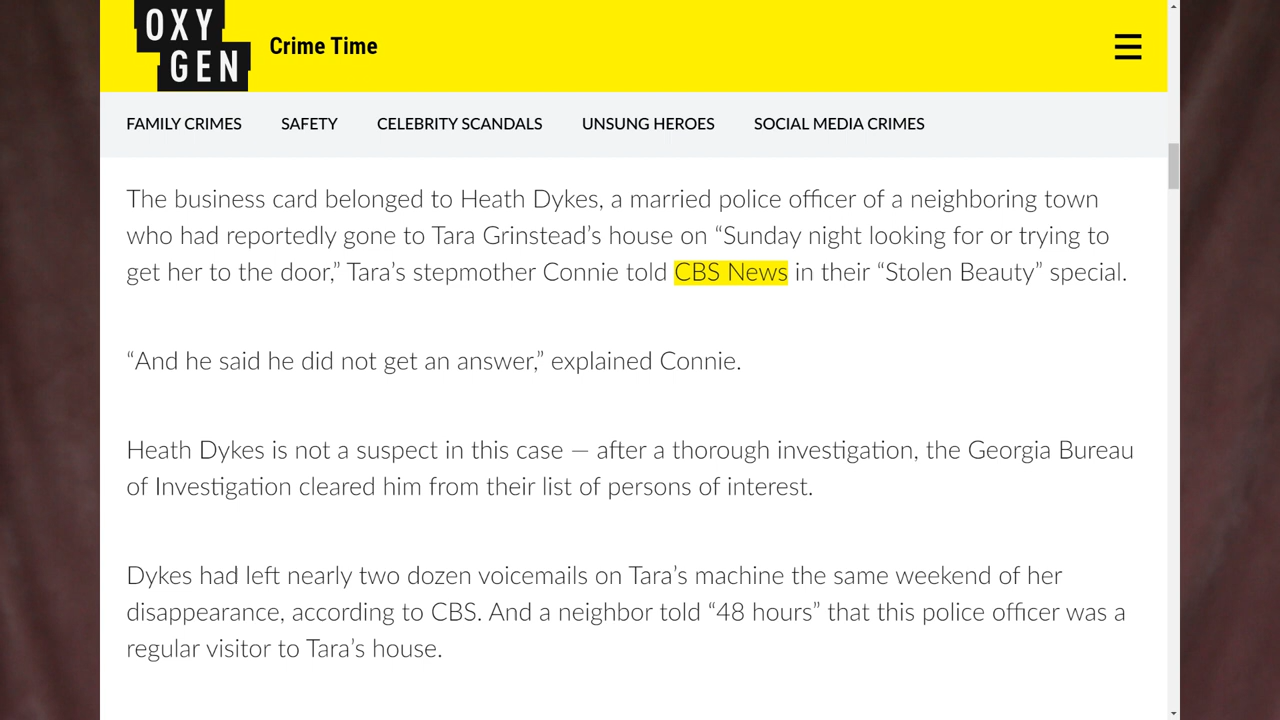 OXY
GEN
Crime Time
FAMILY CRIMES SAFETY CELEBRITY SCANDALS UNSUNG HEROES SOCIAL MEDIA CRIMES
The business card belonged to Heath Dykes, a married police officer of a neighboring town
who had reportedly gone to Tara Grinstead’s house on “Sunday night looking for or trying to
get her to the door,” Tara’s stepmother Connie told CBS News in their “Stolen Beauty” special.
“And he said he did not get an answer,” explained Connie.
Heath Dykes is not a suspect in this case — after a thorough investigation, the Georgia Bureau
of Investigation cleared him from their list of persons of interest.
Dykes had left nearly two dozen voicemails on Tara’s machine the same weekend of her
disappearance, according to CBS. And a neighbor told “48 hours” that this police officer was a
regular visitor to Tara’s house.